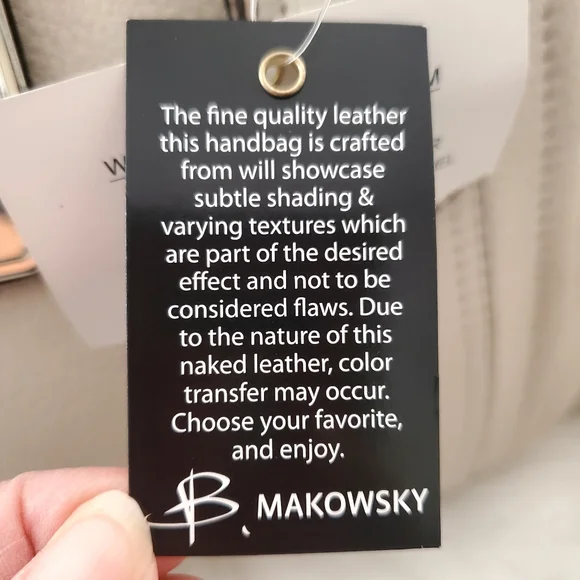 The fine quality leather
this handbag is crafted
from will showcase
subtle shading &
varying textures which
are part of the desired
effect and not to be
considered flaws. Due
to the nature of this
naked leather, color
transfer may occur.
Choose your favorite,
and enjoy.
B. MAKOWSKY